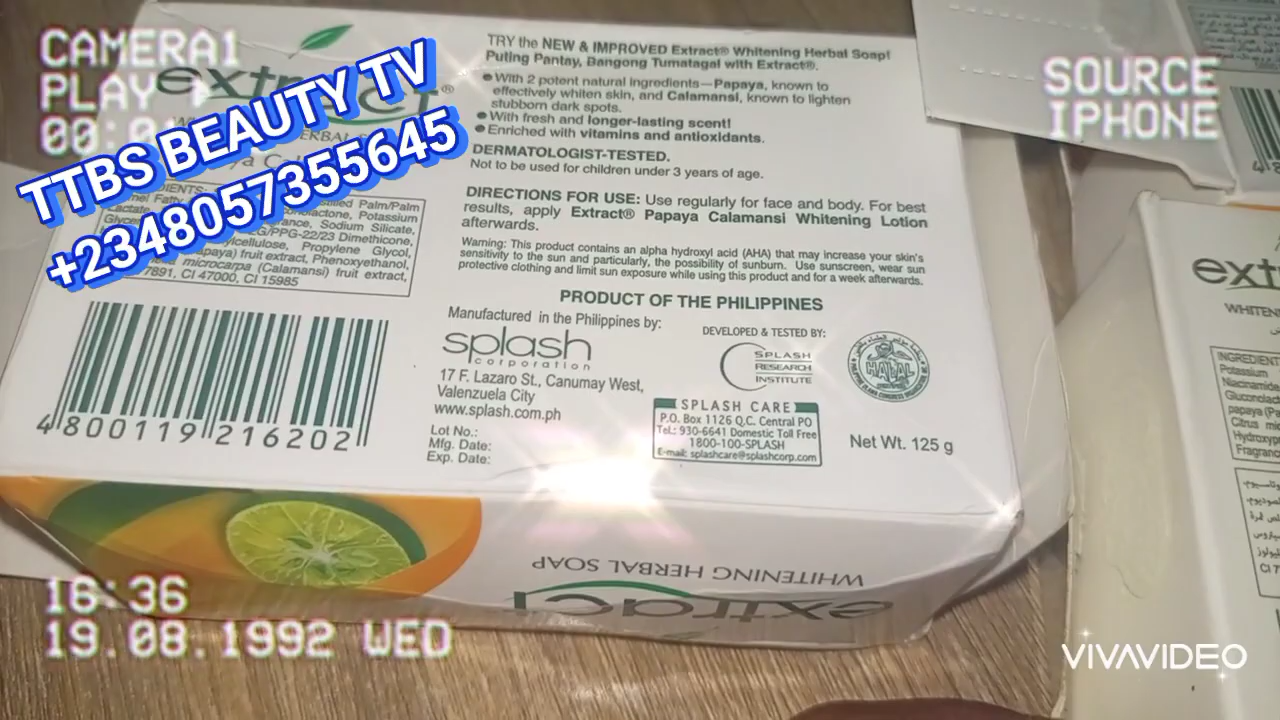 CAMERA1
PLAY
SOURCE
IPHONE
TTBS BEAUTY TV
+2348057355645
extract®
TRY the NEW & IMPROVED Extract® Whitening Herbal Soap!
Puting Pantay, Bangong Tumatagal with Extract®.
With 2 potent natural ingredients—Papaya, known to
effectively whiten skin, and Calamansi, known to lighten
stubborn dark spots.
With fresh and longer-lasting scent!
Enriched with vitamins and antioxidants.
DERMATOLOGIST-TESTED.
Not to be used for children under 3 years of age.
DIRECTIONS FOR USE: Use regularly for face and body. For best
results, apply Extract® Papaya Calamansi Whitening Lotion
afterwards.
Warning: This product contains an alpha hydroxyl acid (AHA) that may increase your skin's
sensitivity to the sun and particularly, the possibility of sunburn. Use sunscreen, wear sun
protective clothing and limit sun exposure while using this product and for a week afterwards.
PRODUCT OF THE PHILIPPINES
Manufactured in the Philippines by:
splash
corporation
17 F. Lazaro St., Canumay West,
Valenzuela City
www.splash.com.ph
Lot No.:
Mfg. Date:
Exp. Date:
DEVELOPED & TESTED BY:
SPLASH
RESEARCH
INSTITUTE
HALAL
SPLASH CARE
P.O. Box 1126 Q.C. Central PO
Tel.: 930-6641 Domestic Toll Free
1800-100-SPLASH
E-mail: splashcare@splashcorp.com
Net Wt. 125 g
Palm/Palm
Potassium
Sodium Silicate,
PEG/PPG-22/23 Dimethicone,
Propylene Glycol,
fruit extract, Phenoxyethanol,
microcarpa (Calamansi) fruit extract,
CI 47000, CI 15985
4 800119 216202
WHITENING HERBAL SOAP
extract
Potassium
Niacinamide
16:36
19.08.1992 WED
VIVAVIDEO